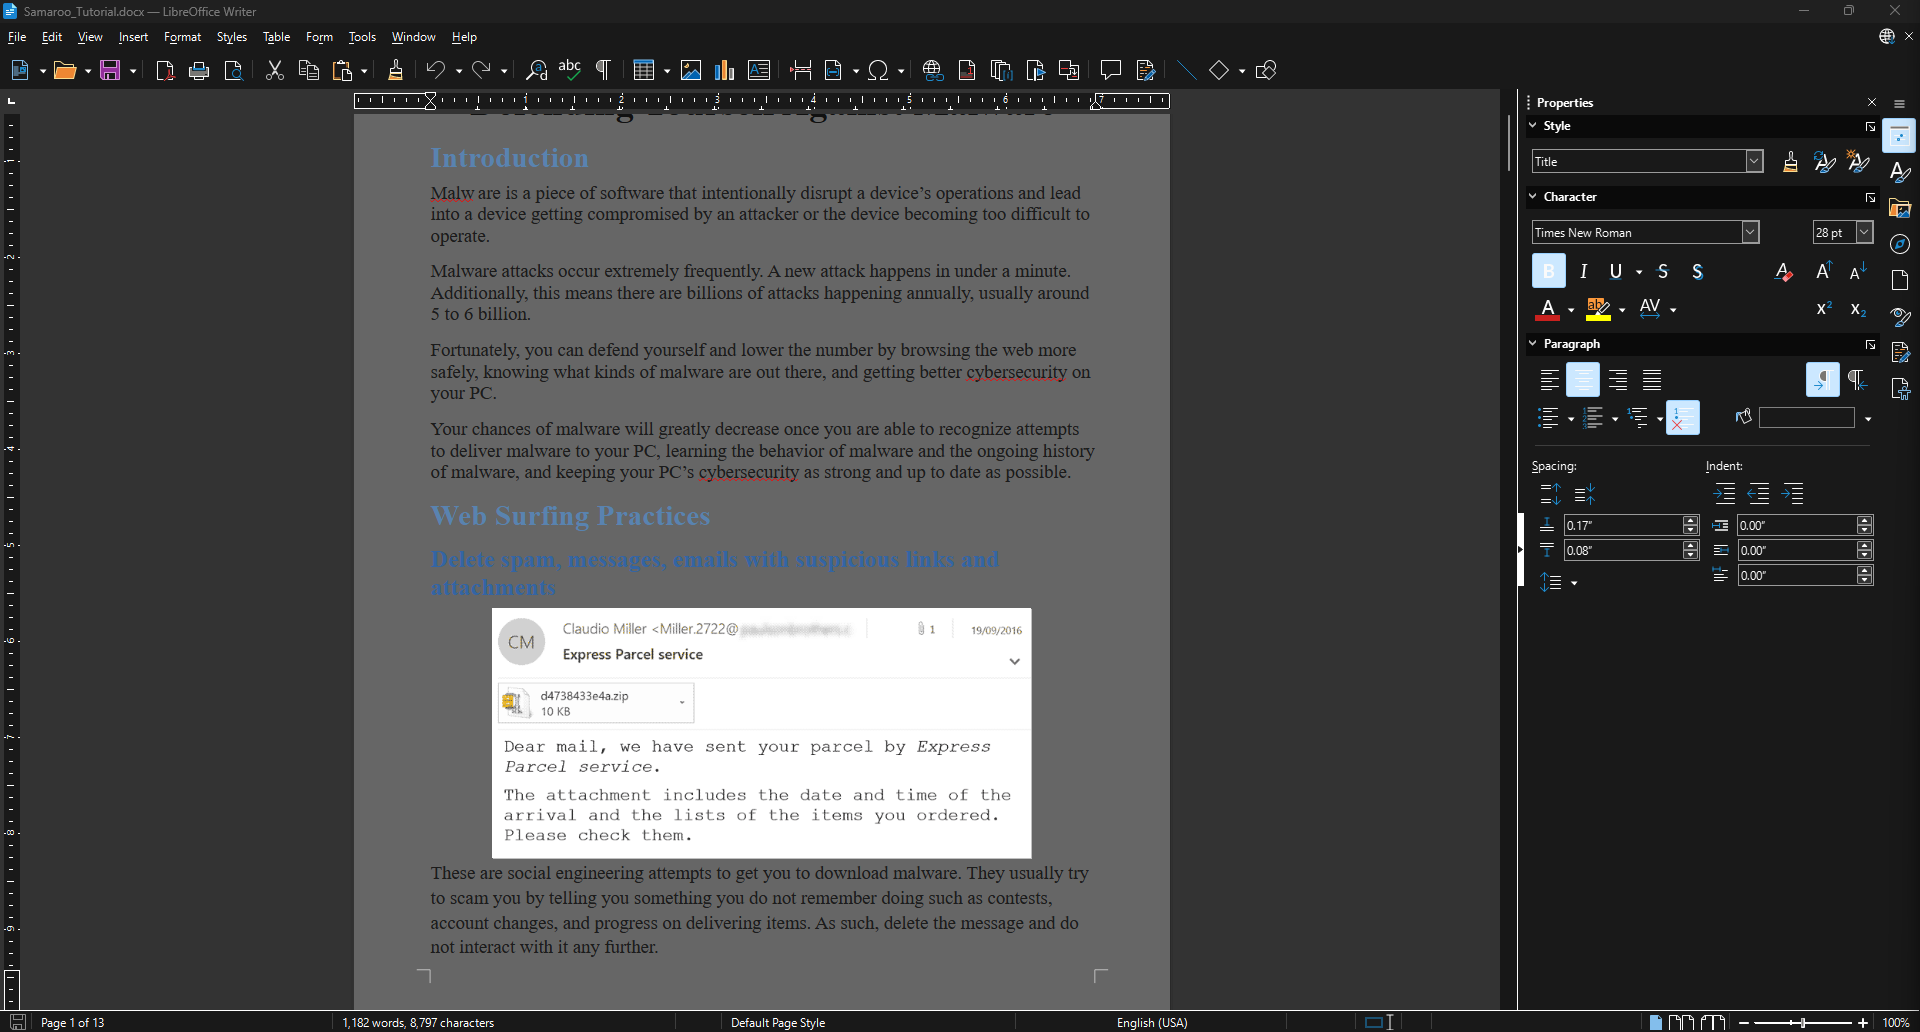 Samaroo_Tutorial.docx — LibreOffice Writer
File Edit View Insert Format Styles Table Form Tools Window Help
Introduction
Malw are is a piece of software that intentionally disrupt a device’s operations and lead
into a device getting compromised by an attacker or the device becoming too difficult to
operate.
Malware attacks occur extremely frequently. A new attack happens in under a minute.
Additionally, this means there are billions of attacks happening annually, usually around
5 to 6 billion.
Fortunately, you can defend yourself and lower the number by browsing the web more
safely, knowing what kinds of malware are out there, and getting better cybersecurity on
your PC.
Your chances of malware will greatly decrease once you are able to recognize attempts
to deliver malware to your PC, learning the behavior of malware and the ongoing history
of malware, and keeping your PC’s cybersecurity as strong and up to date as possible.
Web Surfing Practices
Delete spam, messages, emails with suspicious links and
attachments
CM
Claudio Miller <Miller.2722@
1
19/09/2016
Express Parcel service
d4738433e4a.zip
10 KB
Dear mail, we have sent your parcel by Express
Parcel service.
The attachment includes the date and time of the
arrival and the lists of the items you ordered.
Please check them.
These are social engineering attempts to get you to download malware. They usually try
to scam you by telling you something you do not remember doing such as contests,
account changes, and progress on delivering items. As such, delete the message and do
not interact with it any further.
Properties
Style
Title
Character
Times New Roman
28 pt
Paragraph
Spacing:
Indent:
0.17"
0.00"
0.08"
0.00"
0.00"
Page 1 of 13
1,182 words, 8,797 characters
Default Page Style
English (USA)
100%